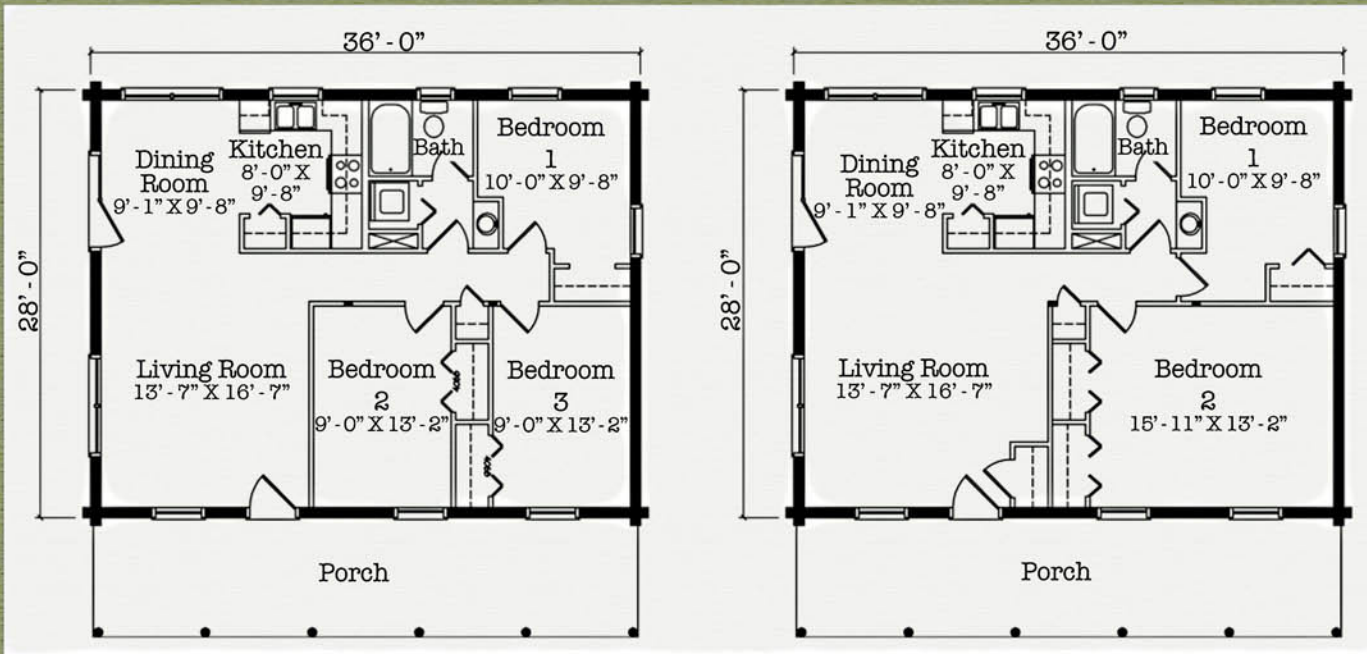 36'-0"
28'-0"
Dining
Room
9'-1" X 9'-8"
Kitchen
8'-0" X
9'-8"
Bath
Bedroom
1
10'-0" X 9'-8"
Living Room
13'-7" X 16'-7"
Bedroom
2
9'-0" X 13'-2"
Bedroom
3
9'-0" X 13'-2"
Porch
36'-0"
28'-0"
Dining
Room
9'-1" X 9'-8"
Kitchen
8'-0" X
9'-8"
Bath
Bedroom
1
10'-0" X 9'-8"
Living Room
13'-7" X 16'-7"
Bedroom
2
15'-11" X 13'-2"
Porch